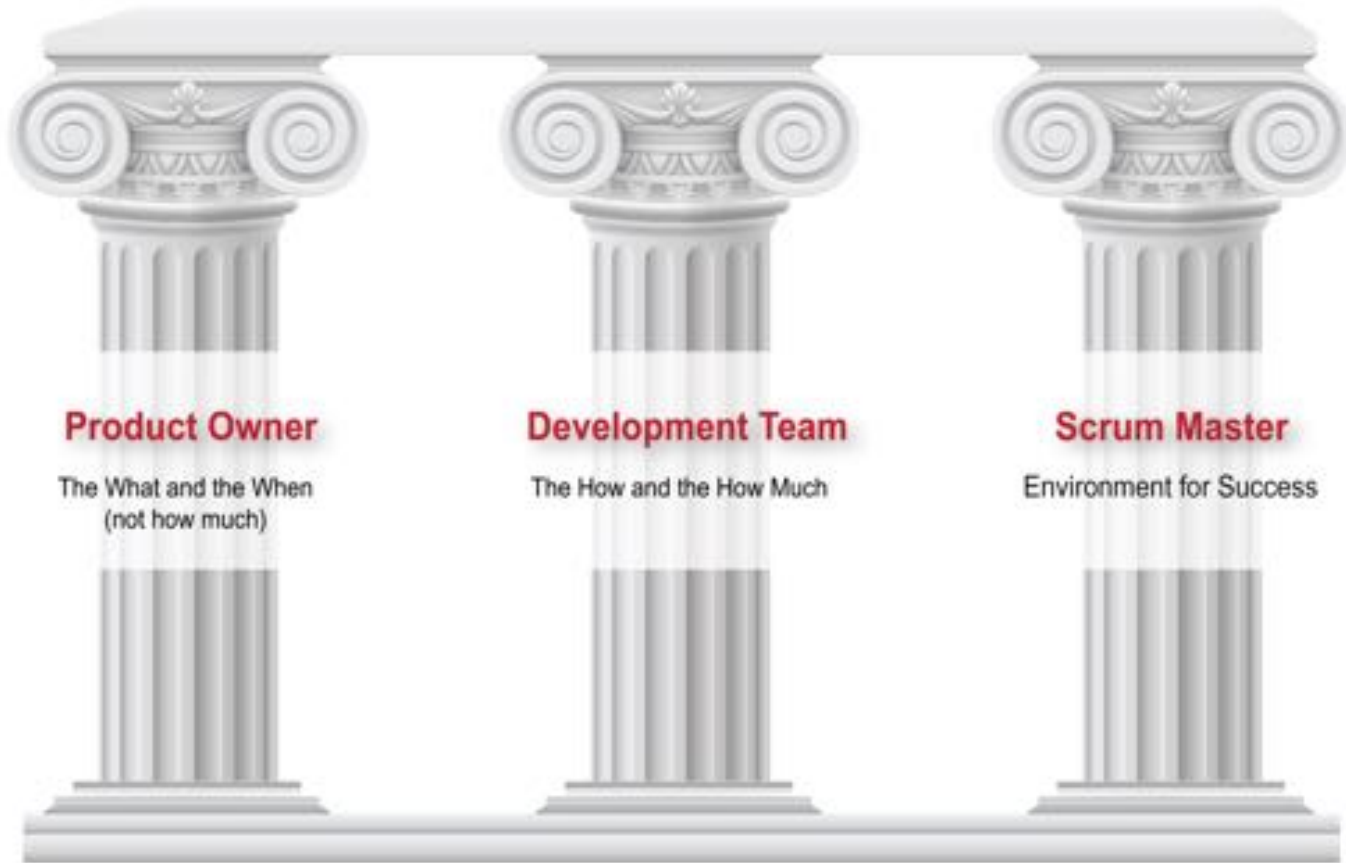 Product Owner
The What and the When
(not how much)
Development Team
The How and the How Much
Scrum Master
Environment for Success